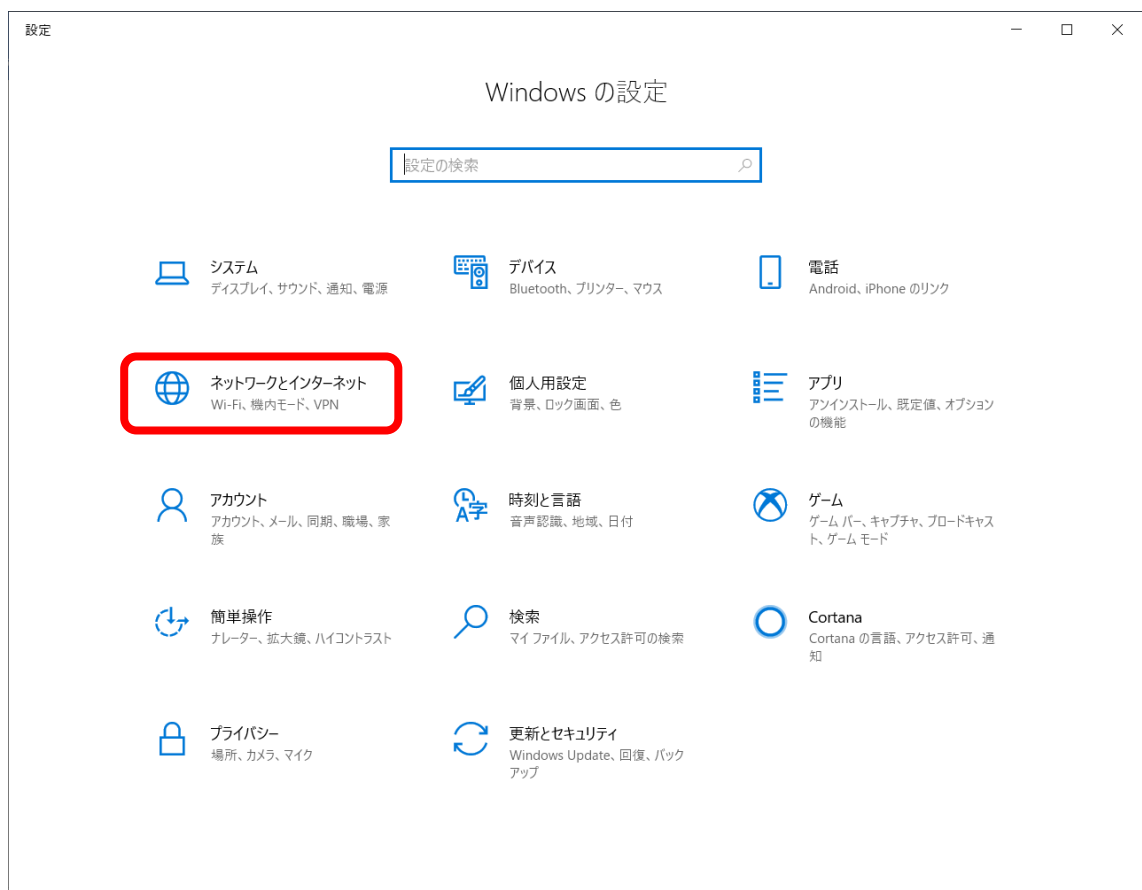 設定
Windows の設定
設定の検索
システム
ディスプレイ、サウンド、通知、電源
デバイス
Bluetooth、プリンター、マウス
電話
Android、iPhone のリンク
ネットワークとインターネット
Wi-Fi、機内モード、VPN
個人用設定
背景、ロック画面、色
アプリ
アンインストール、既定値、オプション
の機能
アカウント
アカウント、メール、同期、職場、家
族
時刻と言語
音声認識、地域、日付
ゲーム
ゲーム バー、キャプチャ、ブロードキャス
ト、ゲーム モード
簡単操作
ナレーター、拡大鏡、ハイコントラスト
検索
マイ ファイル、アクセス許可の検索
Cortana
Cortana の言語、アクセス許可、通
知
プライバシー
場所、カメラ、マイク
更新とセキュリティ
Windows Update、回復、バック
アップ